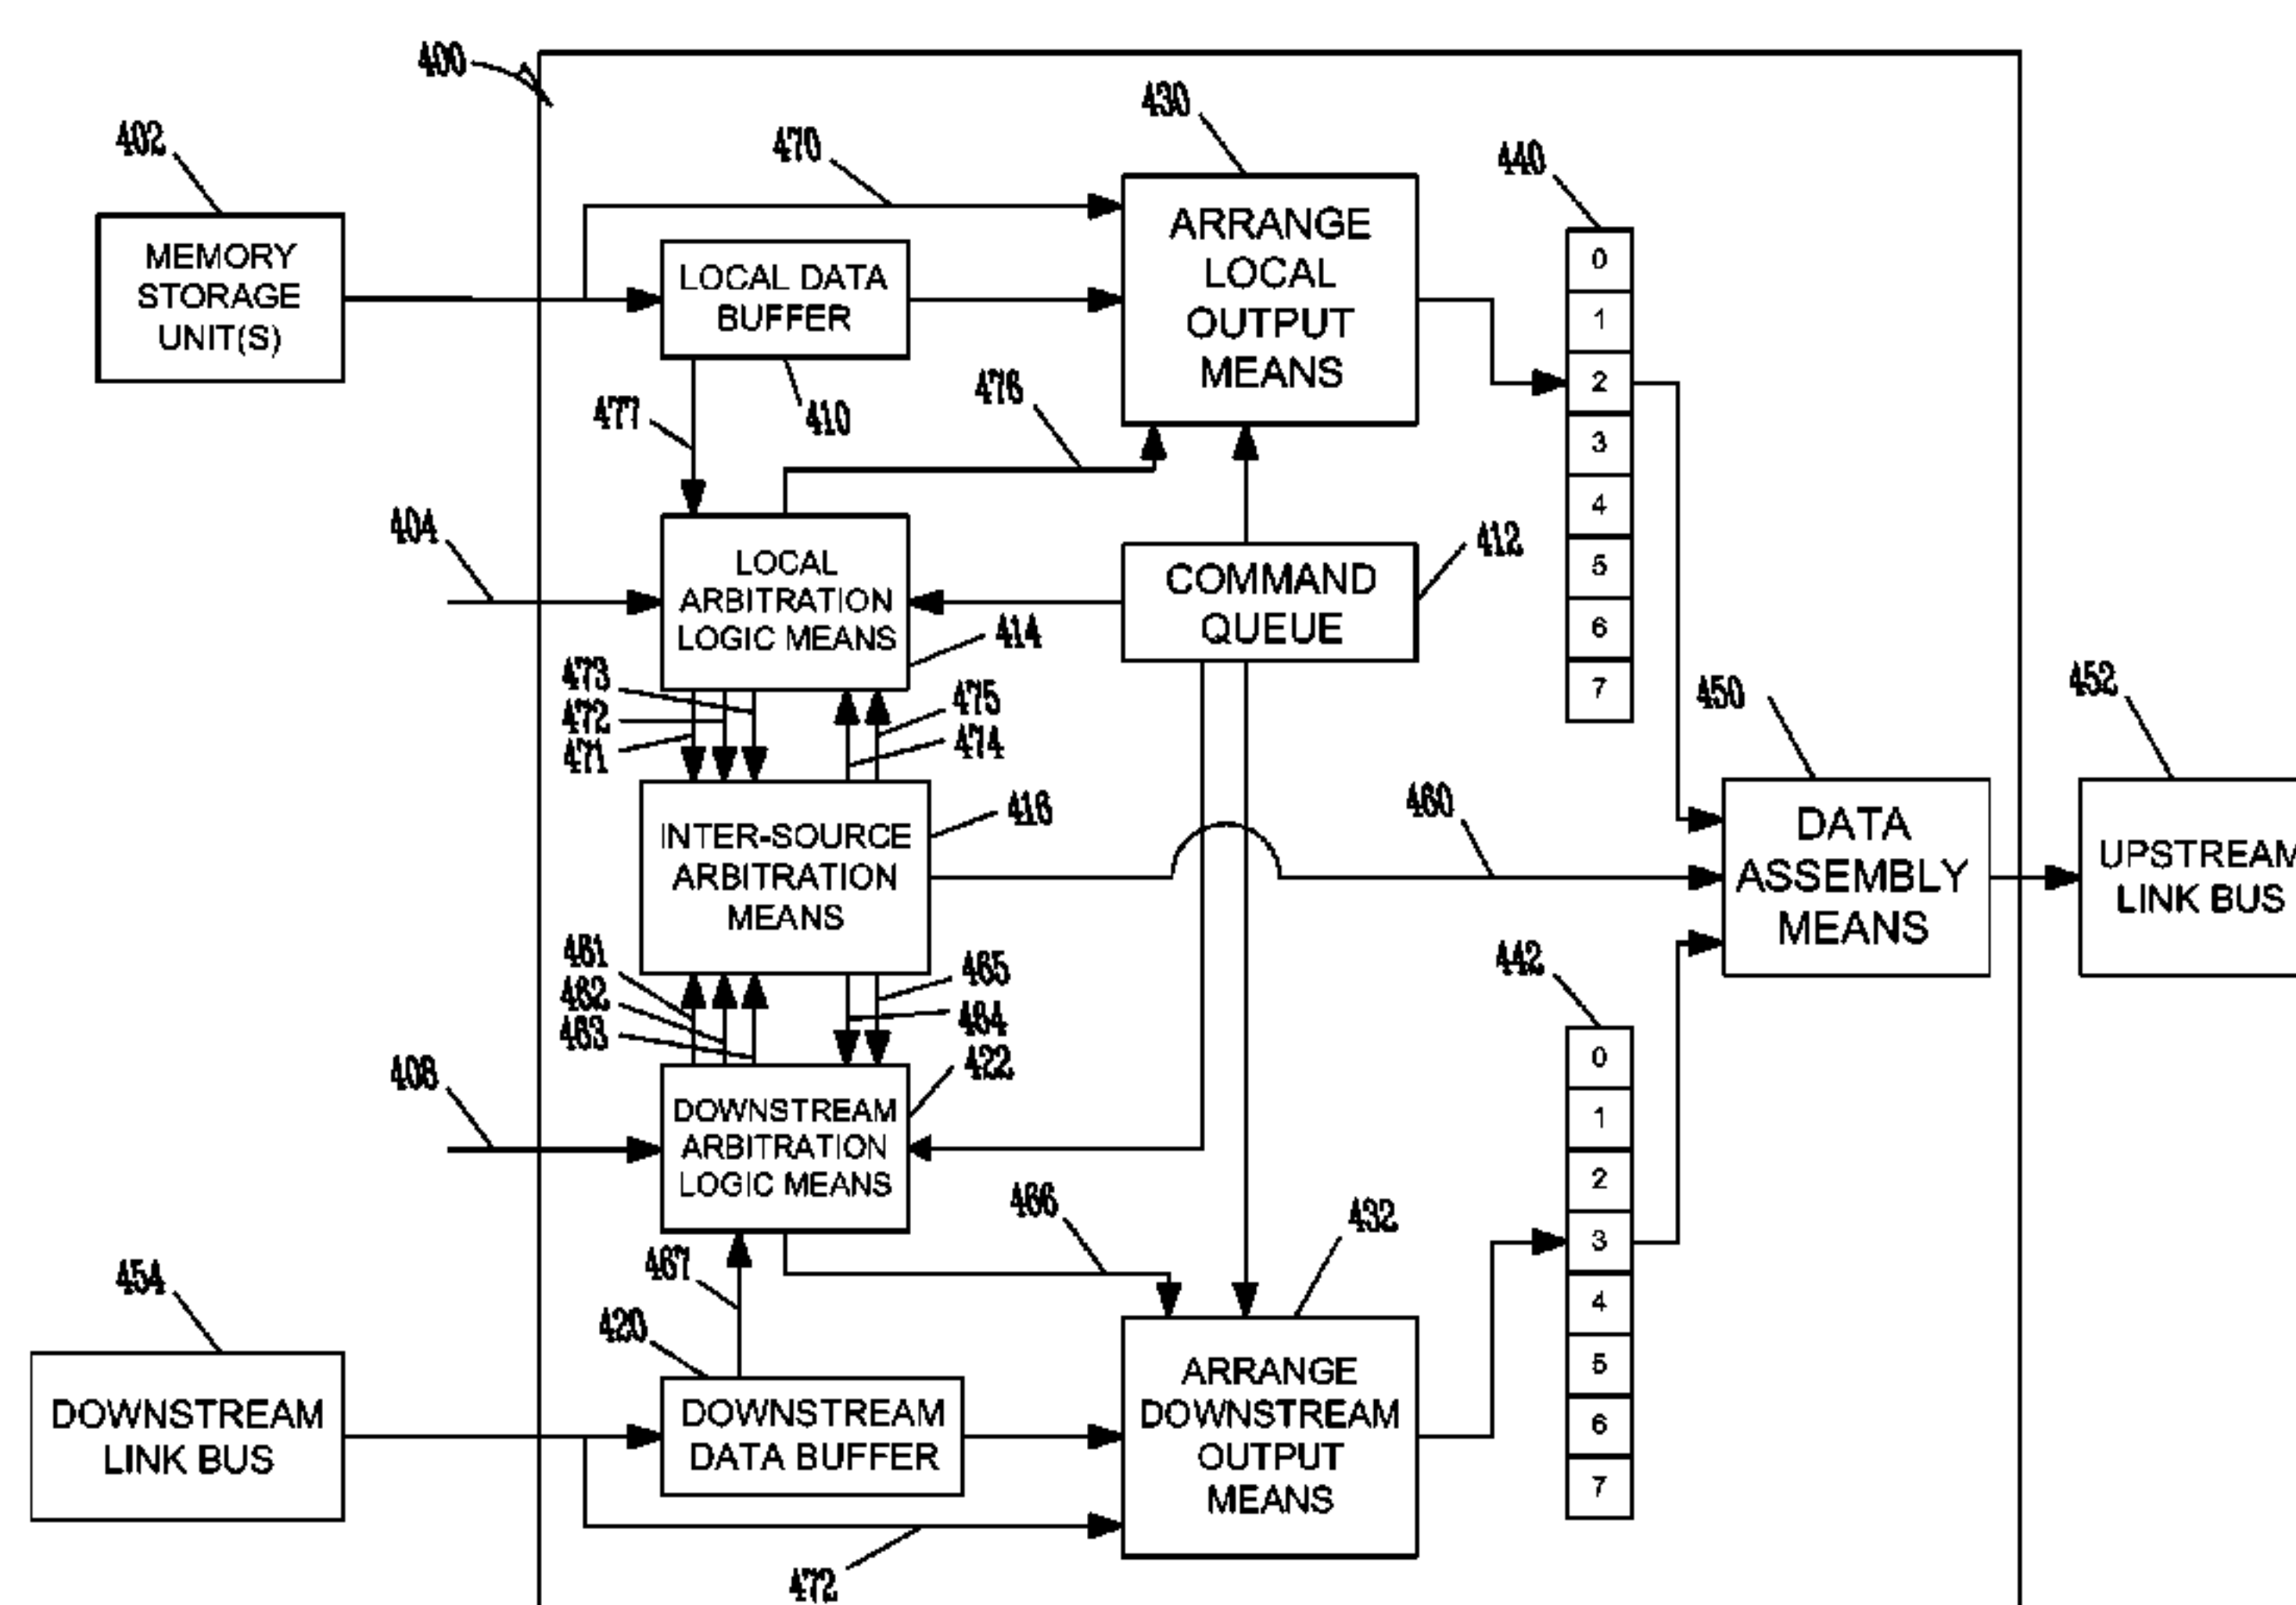 400
402
470
430
440
MEMORY
STORAGE
UNIT(S)
LOCAL DATA
BUFFER
ARRANGE
LOCAL
OUTPUT
MEANS
0
1
2
3
4
5
6
7
477
410
476
404
LOCAL
ARBITRATION
LOGIC MEANS
COMMAND
QUEUE
412
414
473
472
471
475
474
450
452
INTER-SOURCE
ARBITRATION
MEANS
416
460
DATA
ASSEMBLY
MEANS
UPSTREAM
LINK BUS
461
462
463
465
464
422
442
408
DOWNSTREAM
ARBITRATION
LOGIC MEANS
0
1
2
3
4
5
6
7
466
432
467
454
420
DOWNSTREAM
LINK BUS
DOWNSTREAM
DATA BUFFER
ARRANGE
DOWNSTREAM
OUTPUT
MEANS
472